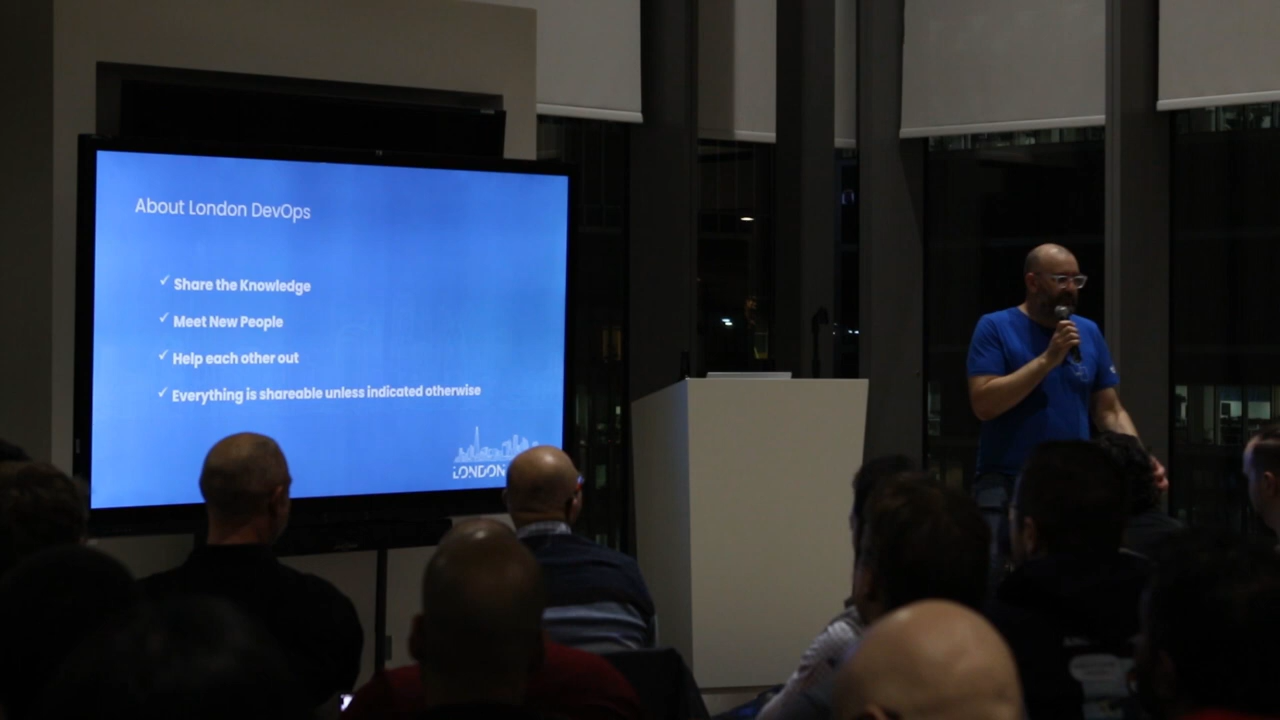 About London DevOps
✓ Share the Knowledge
✓ Meet New People
✓ Help each other out
✓ Everything is shareable unless indicated otherwise
LONDON